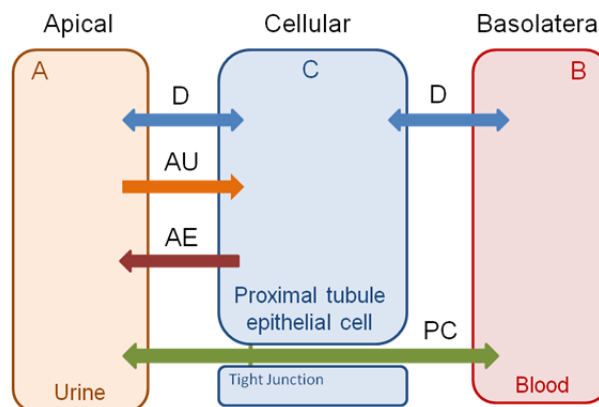 Apical Cellular Basolatera
A C B
D D
AU
AE
Proximal tubule
epithelial cell
PC
Tight Junction
Urine Blood